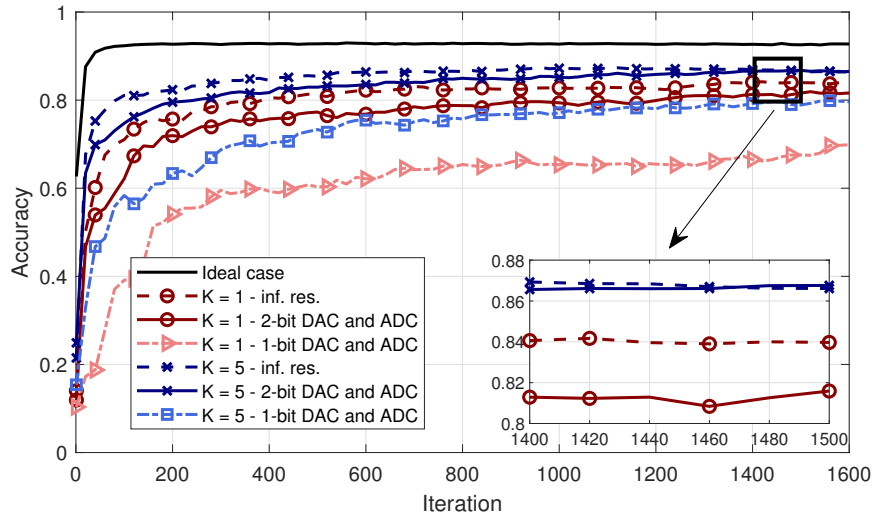 1
0.8
0.6
0.4
0.2
0
Accuracy
0 200 400 600 800 1000 1200 1400 1600
Iteration
Ideal case
K = 1 - inf. res.
K = 1 - 2-bit DAC and ADC
K = 1 - 1-bit DAC and ADC
K = 5 - inf. res.
K = 5 - 2-bit DAC and ADC
K = 5 - 1-bit DAC and ADC
0.88
0.86
0.84
0.82
0.8
1400 1420 1440 1460 1480 1500